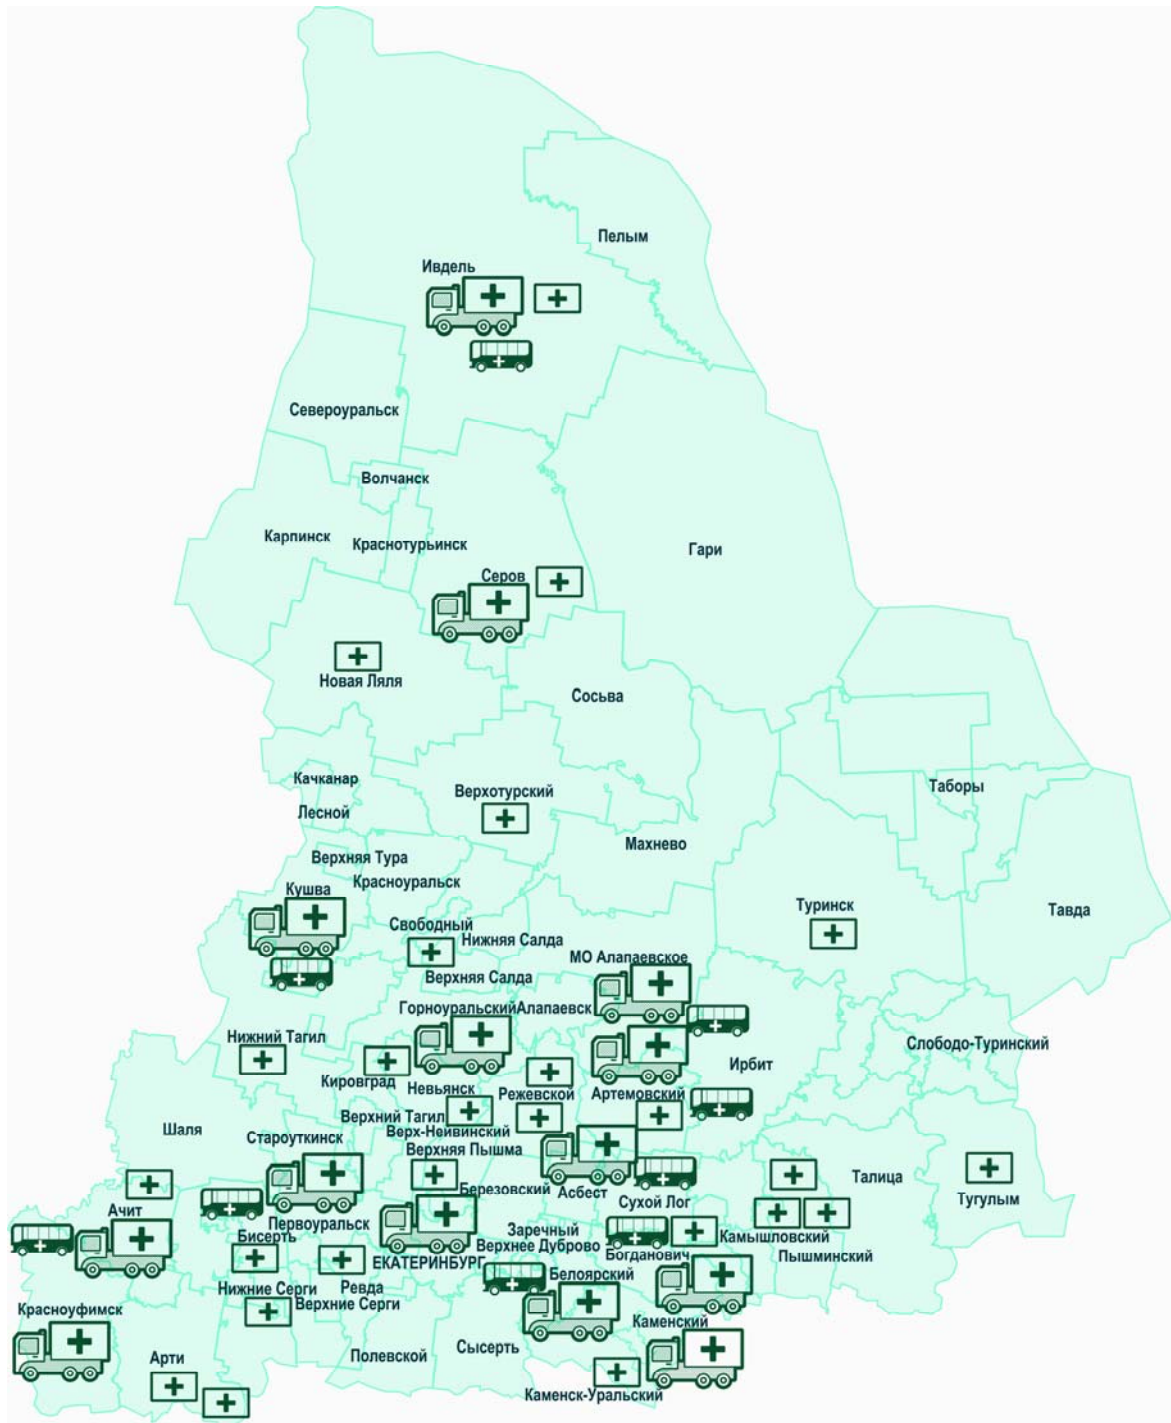 Пелым
Ивдель
Североуральск
Волчанск
Карпинск
Краснотурьинск
Гари
Серов
Новая Ляля
Сосьва
Качканар
Таборы
Верхотурский
Лесной
Махнево
Верхняя Тура
Красноуральск
Кушва
Туринск
Тавда
Свободный
Нижняя Салда
МО Алапаевское
Верхняя Салда
Горноуральский
Алапаевск
Нижний Тагил
Слободо-Туринский
Ирбит
Кировград
Невьянск
Режевской
Артемовский
Верхний Тагил
Верх-Нейвинский
Шаля
Староуткинск
Верхняя Пышма
Талица
Березовский
Асбест
Сухой Лог
Тугулым
Ачит
Первоуральск
Бисерть
Заречный
Камышловский
Верхнее Дуброво
Богданович
Пышминский
ЕКАТЕРИНБУРГ
Белоярский
Нижние Серги
Ревда
Верхние Серги
Красноуфимск
Каменский
Сысерть
Полевской
Арти
Каменск-Уральский